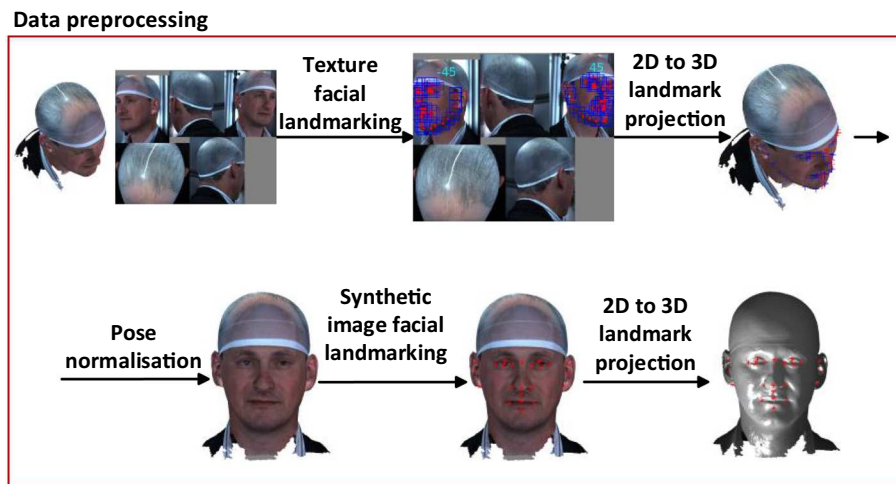 Data preprocessing
Texture
facial
landmarking
-45
45
2D to 3D
landmark
projection
Pose
normalisation
Synthetic
image facial
landmarking
2D to 3D
landmark
projection